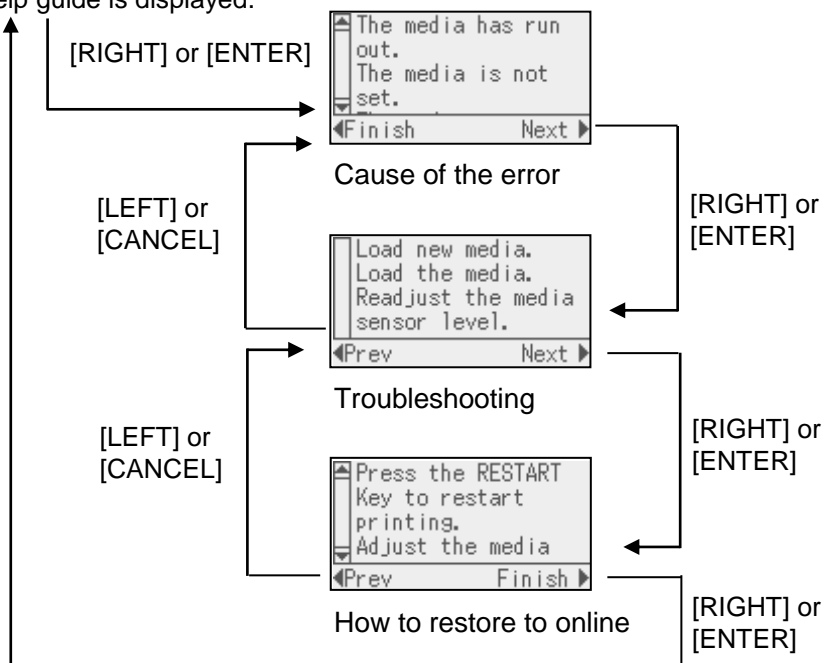 guide is displayed.
[RIGHT] or [ENTER]
The media has run
out.
The media is not
set.
Finish Next
Cause of the error
[LEFT] or
[CANCEL]
[RIGHT] or
[ENTER]
Load new media.
Load the media.
Readjust the media
sensor level.
Prev Next
Troubleshooting
[LEFT] or
[CANCEL]
[RIGHT] or
[ENTER]
Press the RESTART
Key to restart
printing.
Adjust the media
Prev Finish
How to restore to online
[RIGHT] or
[ENTER]